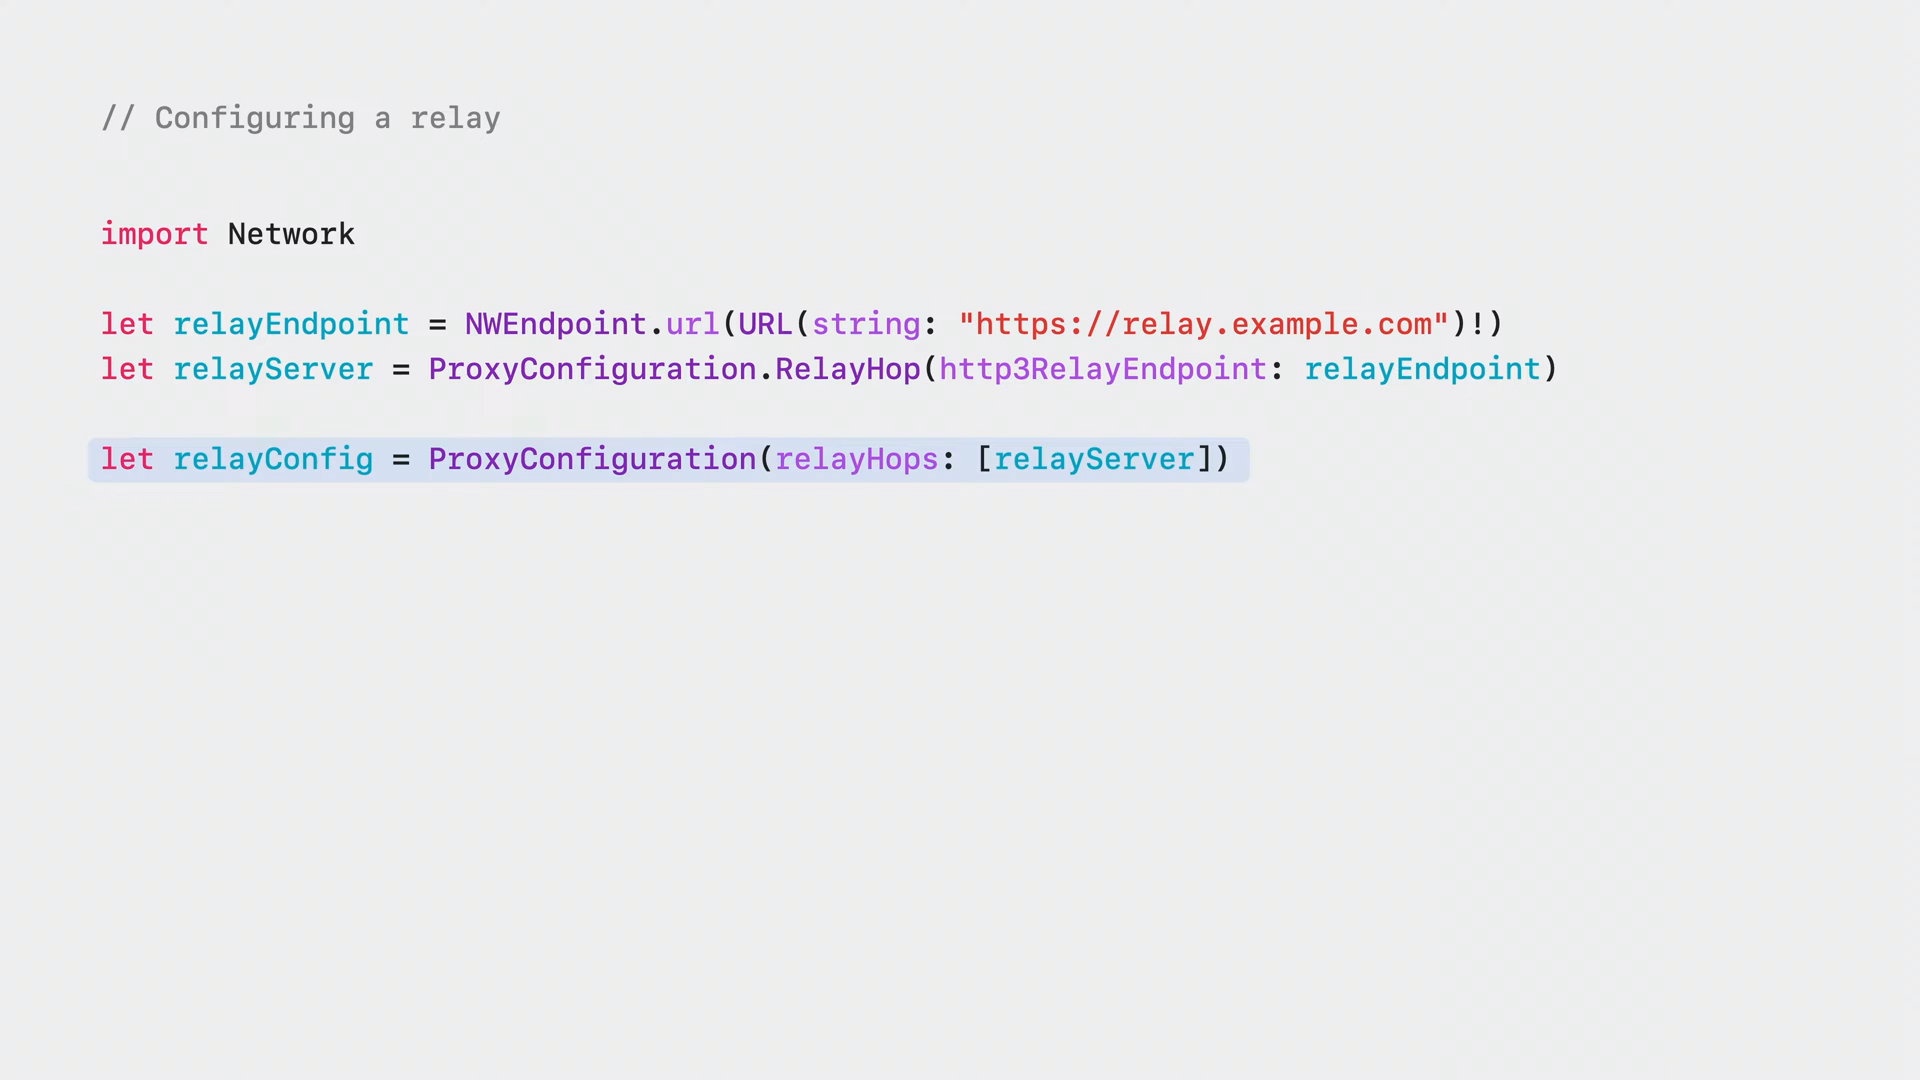 // Configuring a relay
import Network
let relayEndpoint = NWEndpoint.url(URL(string: "https://relay.example.com")!)
let relayServer = ProxyConfiguration.RelayHop(http3RelayEndpoint: relayEndpoint)
let relayConfig = ProxyConfiguration(relayHops: [relayServer])